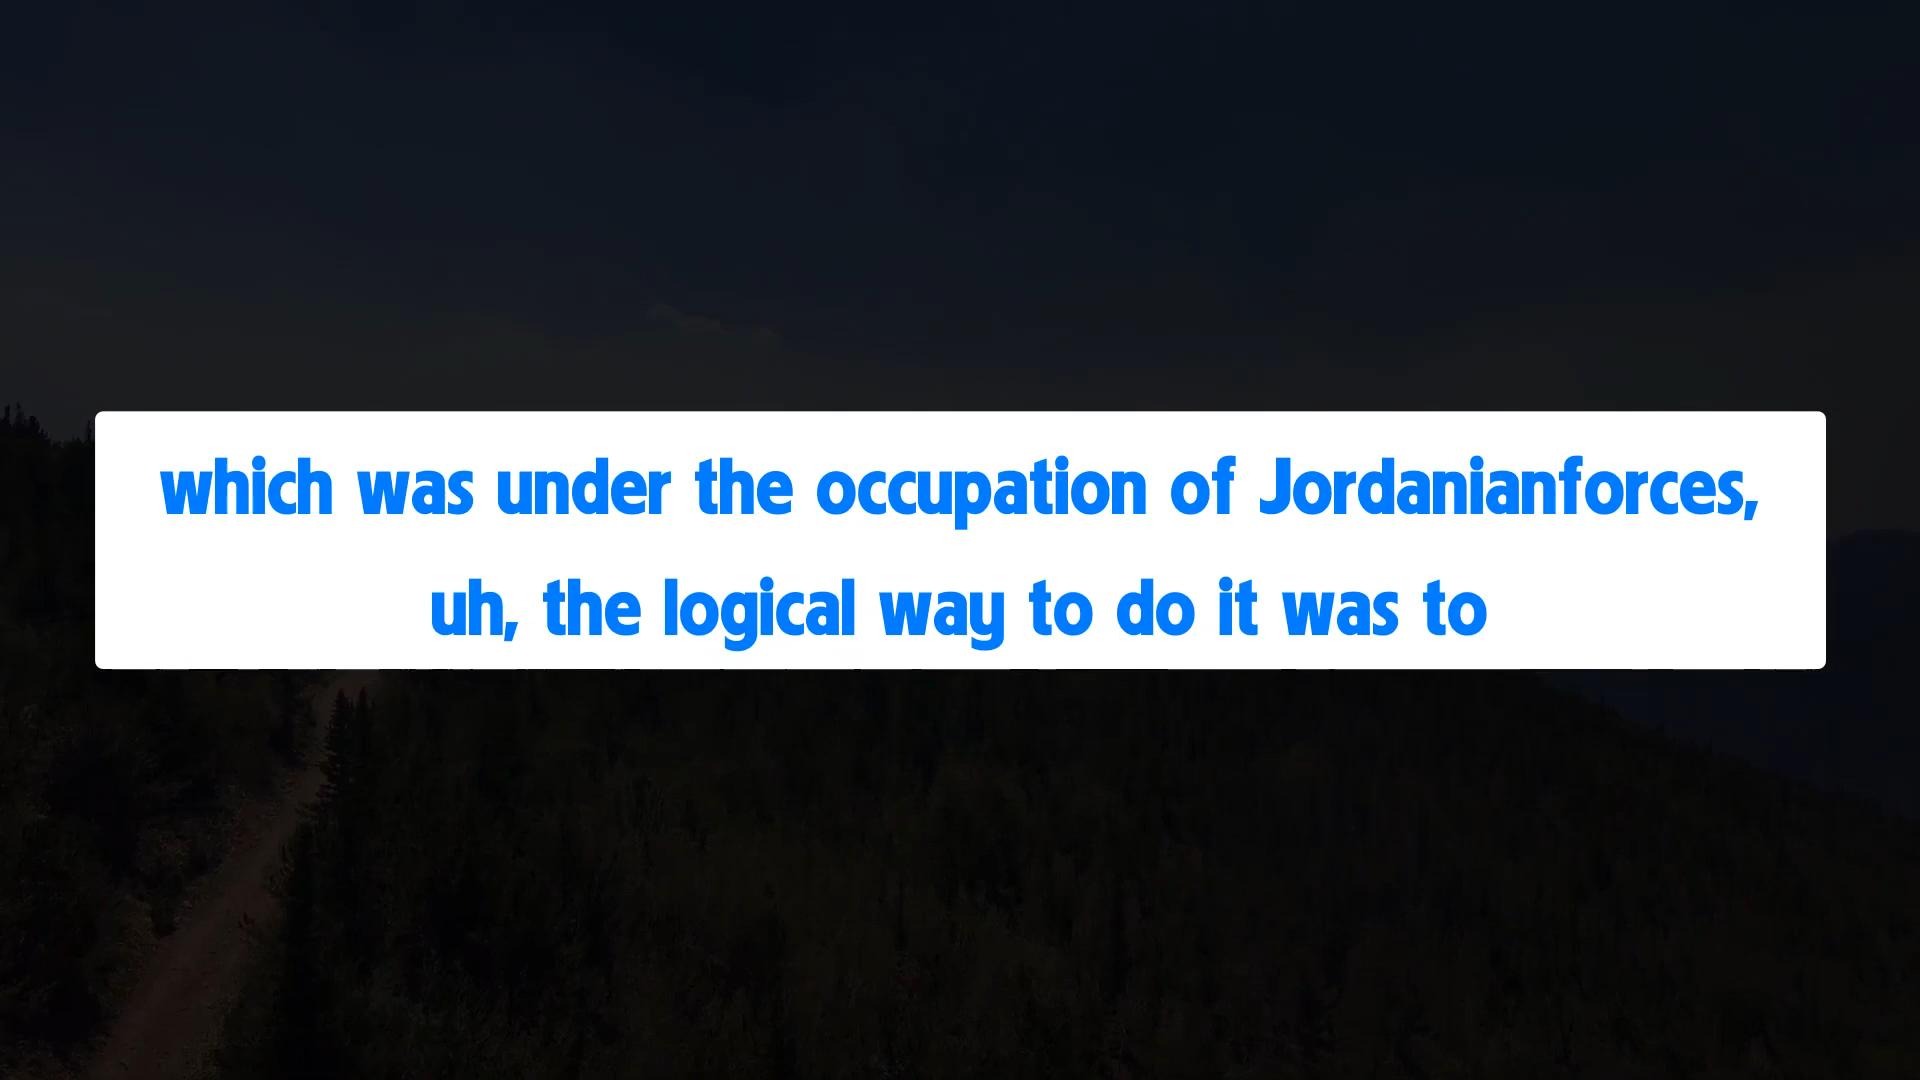 which was under the occupation of Jordanianforces,
uh, the logical way to do it was to